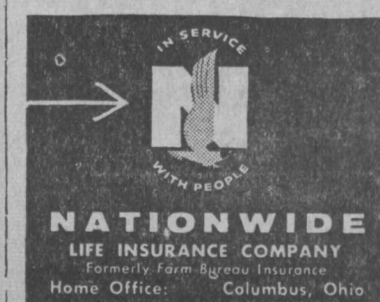 IN SERVICE
N
WITH PEOPLE
NATIONWIDE
LIFE INSURANCE COMPANY
Formerly Farm Bureau Insurance
Home Office: Columbus, Ohio